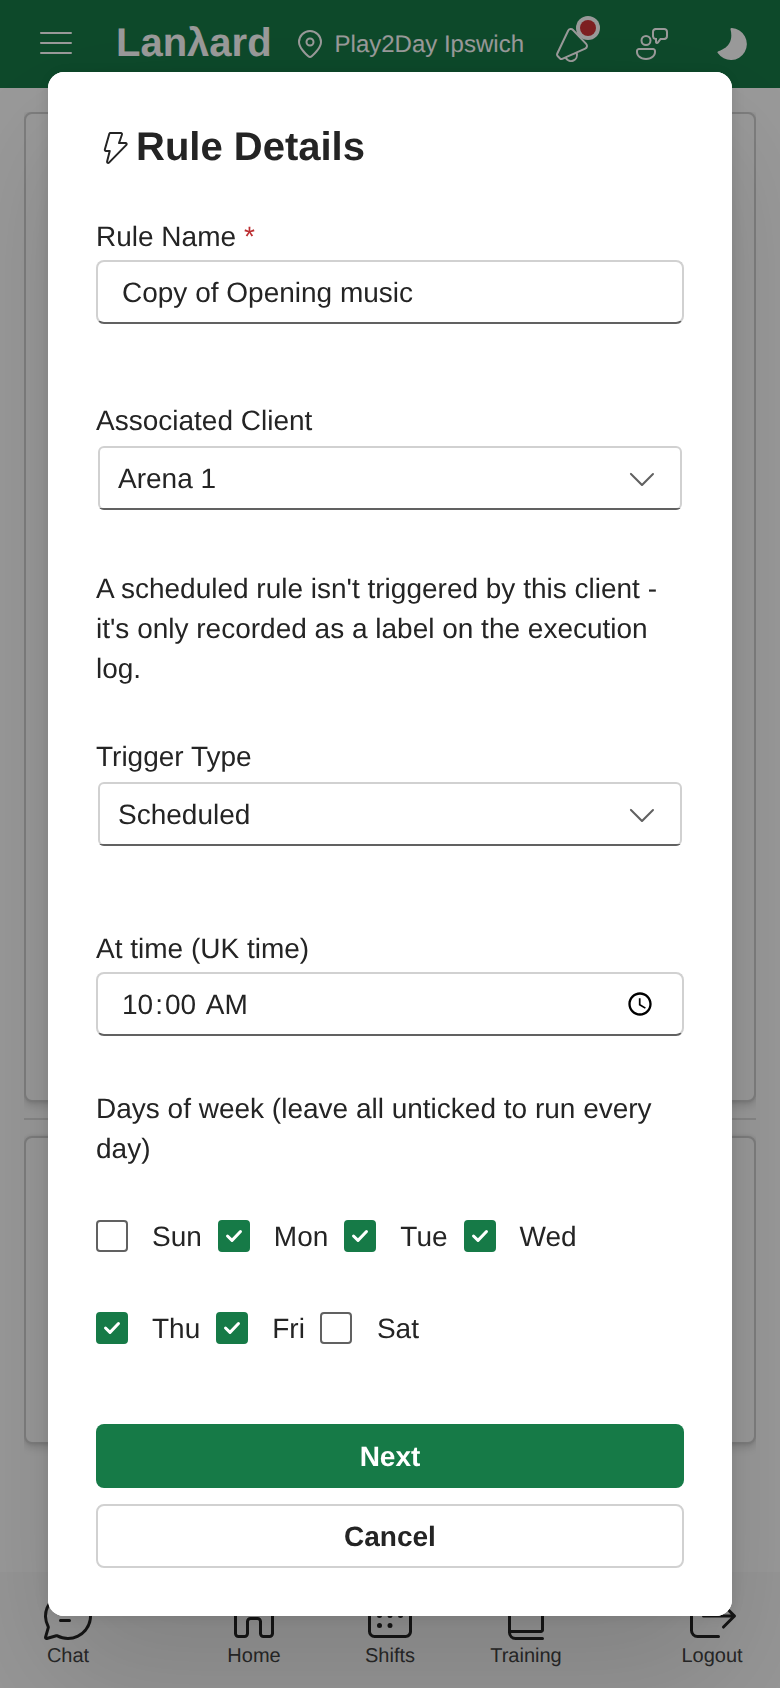 Lanλard
Play2Day Ipswich
Rule Details
Rule Name *
Copy of Opening music
Associated Client
Arena 1
A scheduled rule isn't triggered by this client -
it's only recorded as a label on the execution
log.
Trigger Type
Scheduled
At time (UK time)
10:00 AM
Days of week (leave all unticked to run every
day)
Sun Mon Tue Wed
Thu Fri Sat
Next
Cancel
Chat Home Shifts Training Logout